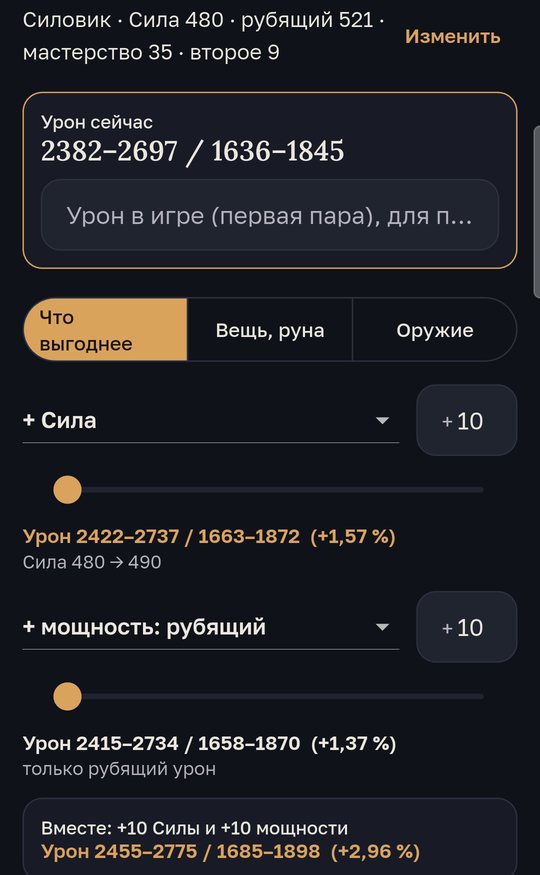 Силовик · Сила 480 · рубящий 521 ·
мастерство 35 · второе 9
Изменить
Урон сейчас
2382–2697 / 1636–1845
Урон в игре (первая пара), для п...
Что
выгоднее
Вещь, руна
Оружие
+ Сила
+10
Урон 2422–2737 / 1663–1872 (+1,57 %)
Сила 480 → 490
+ мощность: рубящий
+10
Урон 2415–2734 / 1658–1870 (+1,37 %)
только рубящий урон
Вместе: +10 Силы и +10 мощности
Урон 2455–2775 / 1685–1898 (+2,96 %)